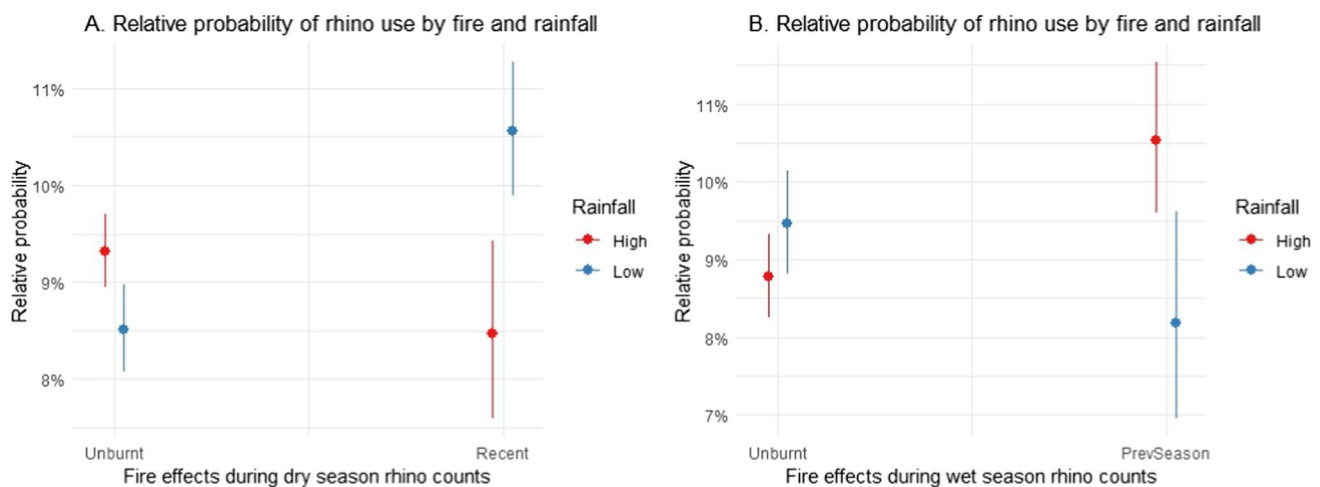 A. Relative probability of rhino use by fire and rainfall
Relative probability
11%
10%
9%
8%
Unburnt
Recent
Fire effects during dry season rhino counts
Rainfall
High
Low
B. Relative probability of rhino use by fire and rainfall
Relative probability
11%
10%
9%
8%
7%
Unburnt
PrevSeason
Fire effects during wet season rhino counts
Rainfall
High
Low